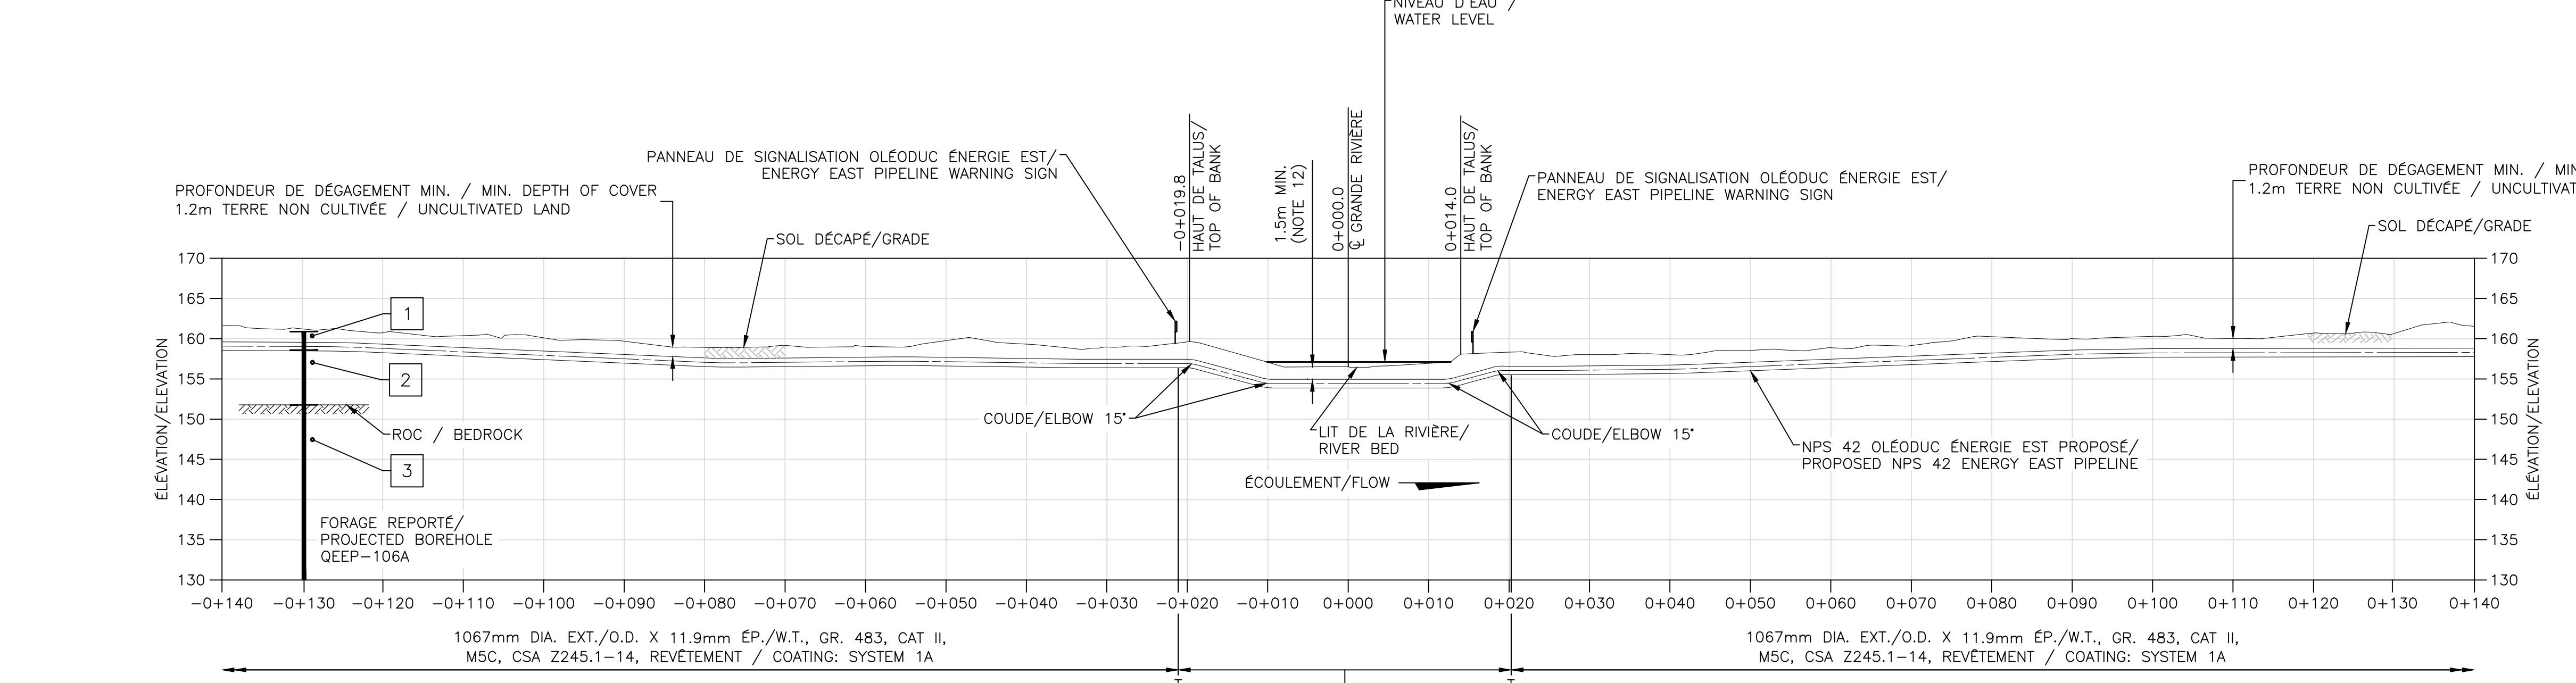 NIVEAU D'EAU /
WATER LEVEL
PANNEAU DE SIGNALISATION OLÉODUC ÉNERGIE EST/
ENERGY EAST PIPELINE WARNING SIGN
PROFONDEUR DE DÉGAGEMENT MIN. / MIN. DEPTH OF COVER
1.2m TERRE NON CULTIVÉE / UNCULTIVATED LAND
SOL DÉCAPÉ/GRADE
-0+019.8
HAUT DE TALUS/
TOP OF BANK
1.5m MIN.
(NOTE 12)
0+000.0
℄ GRANDE RIVIÈRE
0+014.0
HAUT DE TALUS/
TOP OF BANK
PANNEAU DE SIGNALISATION OLÉODUC ÉNERGIE EST/
ENERGY EAST PIPELINE WARNING SIGN
PROFONDEUR DE DÉGAGEMENT MIN. / MIN
1.2m TERRE NON CULTIVÉE / UNCULTIVAT
SOL DÉCAPÉ/GRADE
ÉLÉVATION/ELEVATION
170
165
160
155
150
145
140
135
130
1
2
3
ROC / BEDROCK
FORAGE REPORTÉ/
PROJECTED BOREHOLE
QEEP-106A
COUDE/ELBOW 15°
LIT DE LA RIVIÈRE/
RIVER BED
ÉCOULEMENT/FLOW
COUDE/ELBOW 15°
NPS 42 OLÉODUC ÉNERGIE EST PROPOSÉ/
PROPOSED NPS 42 ENERGY EAST PIPELINE
170
165
160
155
150
145
140
135
130
ÉLÉVATION/ELEVATION
-0+140 -0+130 -0+120 -0+110 -0+100 -0+090 -0+080 -0+070 -0+060 -0+050 -0+040 -0+030 -0+020 -0+010 0+000 0+010 0+020 0+030 0+040 0+050 0+060 0+070 0+080 0+090 0+100 0+110 0+120 0+130 0+140
1067mm DIA. EXT./O.D. X 11.9mm ÉP./W.T., GR. 483, CAT II,
M5C, CSA Z245.1-14, REVÊTEMENT / COATING: SYSTEM 1A
1067mm DIA. EXT./O.D. X 11.9mm ÉP./W.T., GR. 483, CAT II,
M5C, CSA Z245.1-14, REVÊTEMENT / COATING: SYSTEM 1A